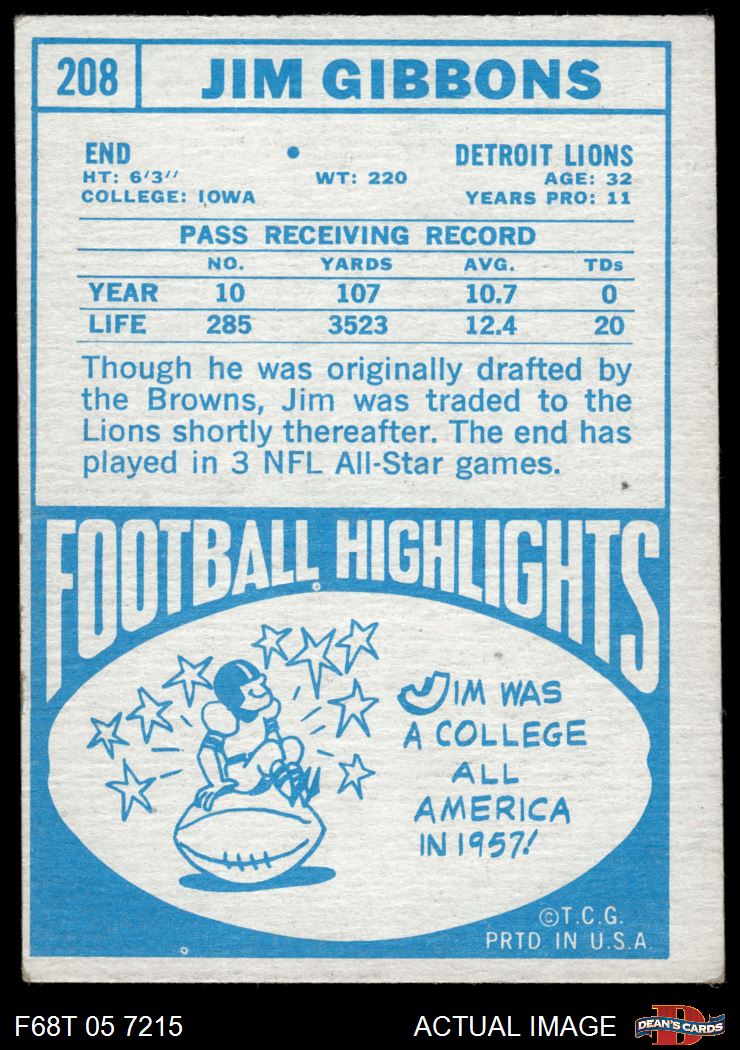 208 JIM GIBBONS
END • DETROIT LIONS
HT: 6'3'' WT: 220 AGE: 32
COLLEGE: IOWA YEARS PRO: 11
PASS RECEIVING RECORD
NO. YARDS AVG. TDs
YEAR 10 107 10.7 0
LIFE 285 3523 12.4 20
Though he was originally drafted by
the Browns, Jim was traded to the
Lions shortly thereafter. The end has
played in 3 NFL All-Star games.
FOOTBALL HIGHLIGHTS
JIM WAS
A COLLEGE
ALL
AMERICA
IN 1957!
©T.C.G.
PRTD. IN U.S.A.
F68T 05 7215 ACTUAL IMAGE D DEAN'S CARDS